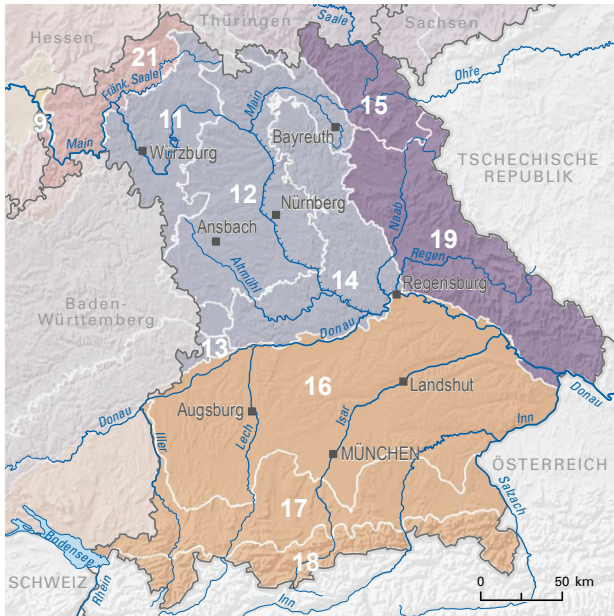 Hessen
Thüringen
Saale
Sachsen
21
Fränk. Saale
Ohře
15
9
Main
11
Main
Bayreuth
Würzburg
TSCHECHISCHE
REPUBLIK
12
Nürnberg
Naab
19
Ansbach
Regen
Altmühl
14
Regensburg
Baden-
Württemberg
Donau
13
Donau
16
Landshut
Donau
Augsburg
Isar
Inn
Iller
Lech
MÜNCHEN
ÖSTERREICH
17
Salzach
Bodensee
18
SCHWEIZ
Rhein
Inn
0 50 km